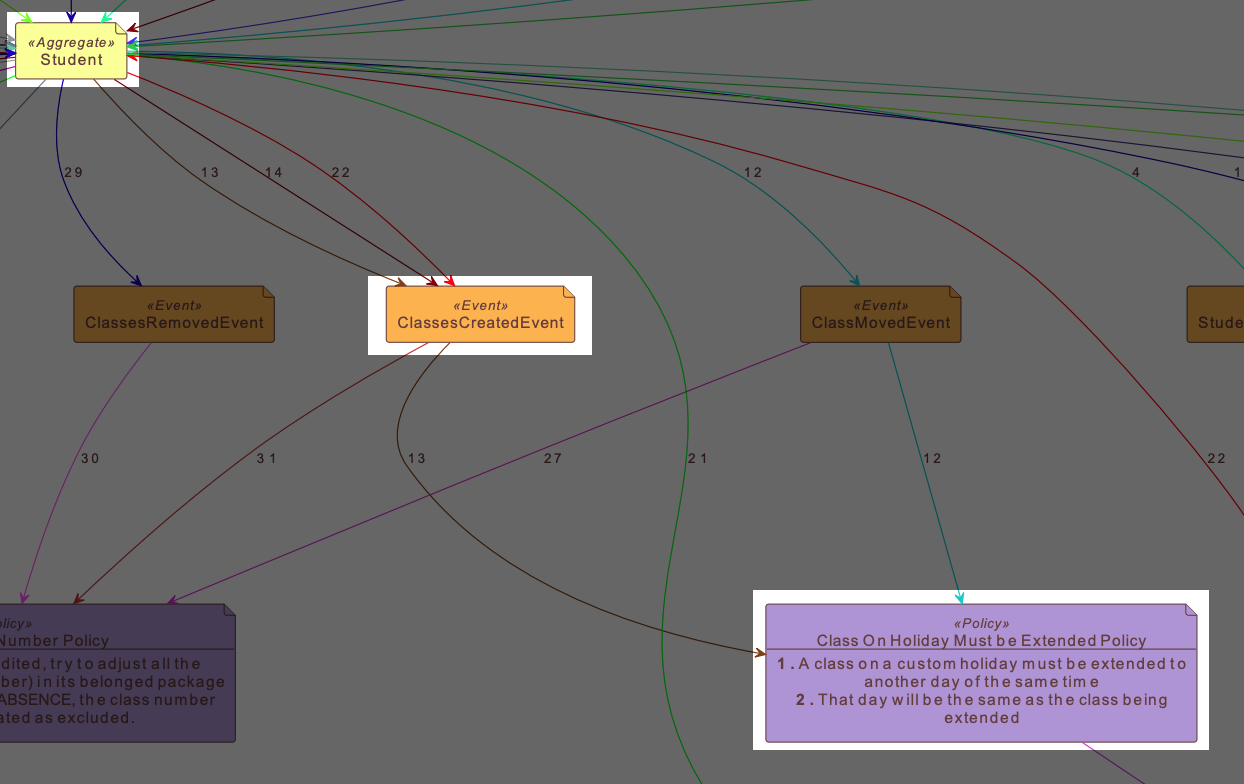 «Aggregate»
Student
29
13
14
22
12
4
1
«Event»
ClassesRemovedEvent
«Event»
ClassesCreatedEvent
«Event»
ClassMovedEvent
Stude
30
31
13
27
21
12
22
olicy»
Number Policy
dited, try to adjust all the
ber) in its belonged package
ABSENCE, the class number
ated as excluded.
«Policy»
Class On Holiday Must be Extended Policy
1. A class on a custom holiday must be extended to
another day of the same time
2. That day will be the same as the class being
extended